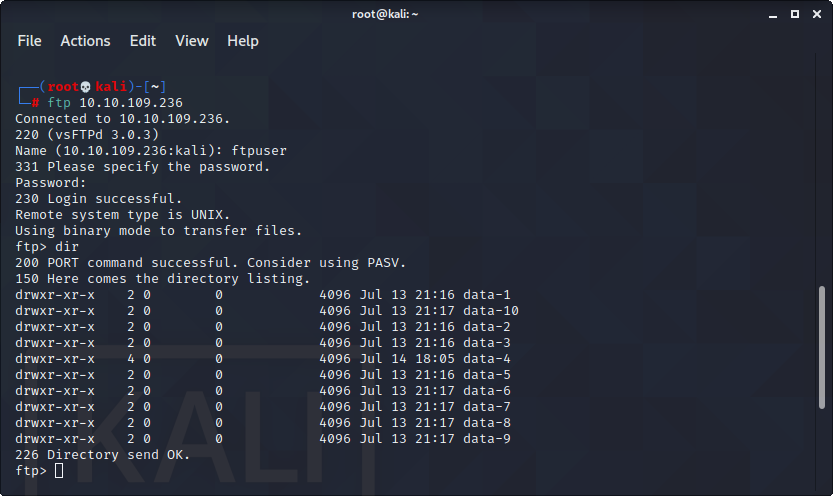 root@kali: ~
File Actions Edit View Help
┌──(root💀kali)-[~]
└─# ftp 10.10.109.236
Connected to 10.10.109.236.
220 (vsFTPd 3.0.3)
Name (10.10.109.236:kali): ftpuser
331 Please specify the password.
Password:
230 Login successful.
Remote system type is UNIX.
Using binary mode to transfer files.
ftp> dir
200 PORT command successful. Consider using PASV.
150 Here comes the directory listing.
drwxr-xr-x    2 0        0            4096 Jul 13 21:16 data-1
drwxr-xr-x    2 0        0            4096 Jul 13 21:17 data-10
drwxr-xr-x    2 0        0            4096 Jul 13 21:16 data-2
drwxr-xr-x    2 0        0            4096 Jul 13 21:16 data-3
drwxr-xr-x    4 0        0            4096 Jul 14 18:05 data-4
drwxr-xr-x    2 0        0            4096 Jul 13 21:16 data-5
drwxr-xr-x    2 0        0            4096 Jul 13 21:17 data-6
drwxr-xr-x    2 0        0            4096 Jul 13 21:17 data-7
drwxr-xr-x    2 0        0            4096 Jul 13 21:17 data-8
drwxr-xr-x    2 0        0            4096 Jul 13 21:17 data-9
226 Directory send OK.
ftp>
KALI